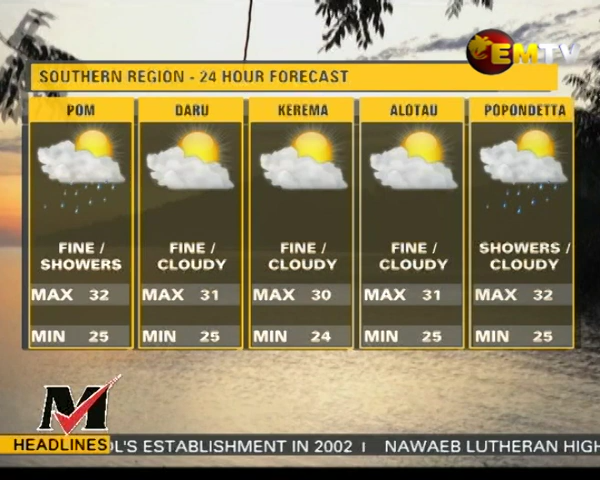 EMTV
SOUTHERN REGION - 24 HOUR FORECAST
POM
FINE /
SHOWERS
MAX 32
MIN 25
DARU
FINE /
CLOUDY
MAX 31
MIN 25
KEREMA
FINE /
CLOUDY
MAX 30
MIN 24
ALOTAU
FINE /
CLOUDY
MAX 31
MIN 25
POPONDETTA
SHOWERS /
CLOUDY
MAX 32
MIN 25
M
HEADLINES OL'S ESTABLISHMENT IN 2002 | NAWAEB LUTHERAN HIGH